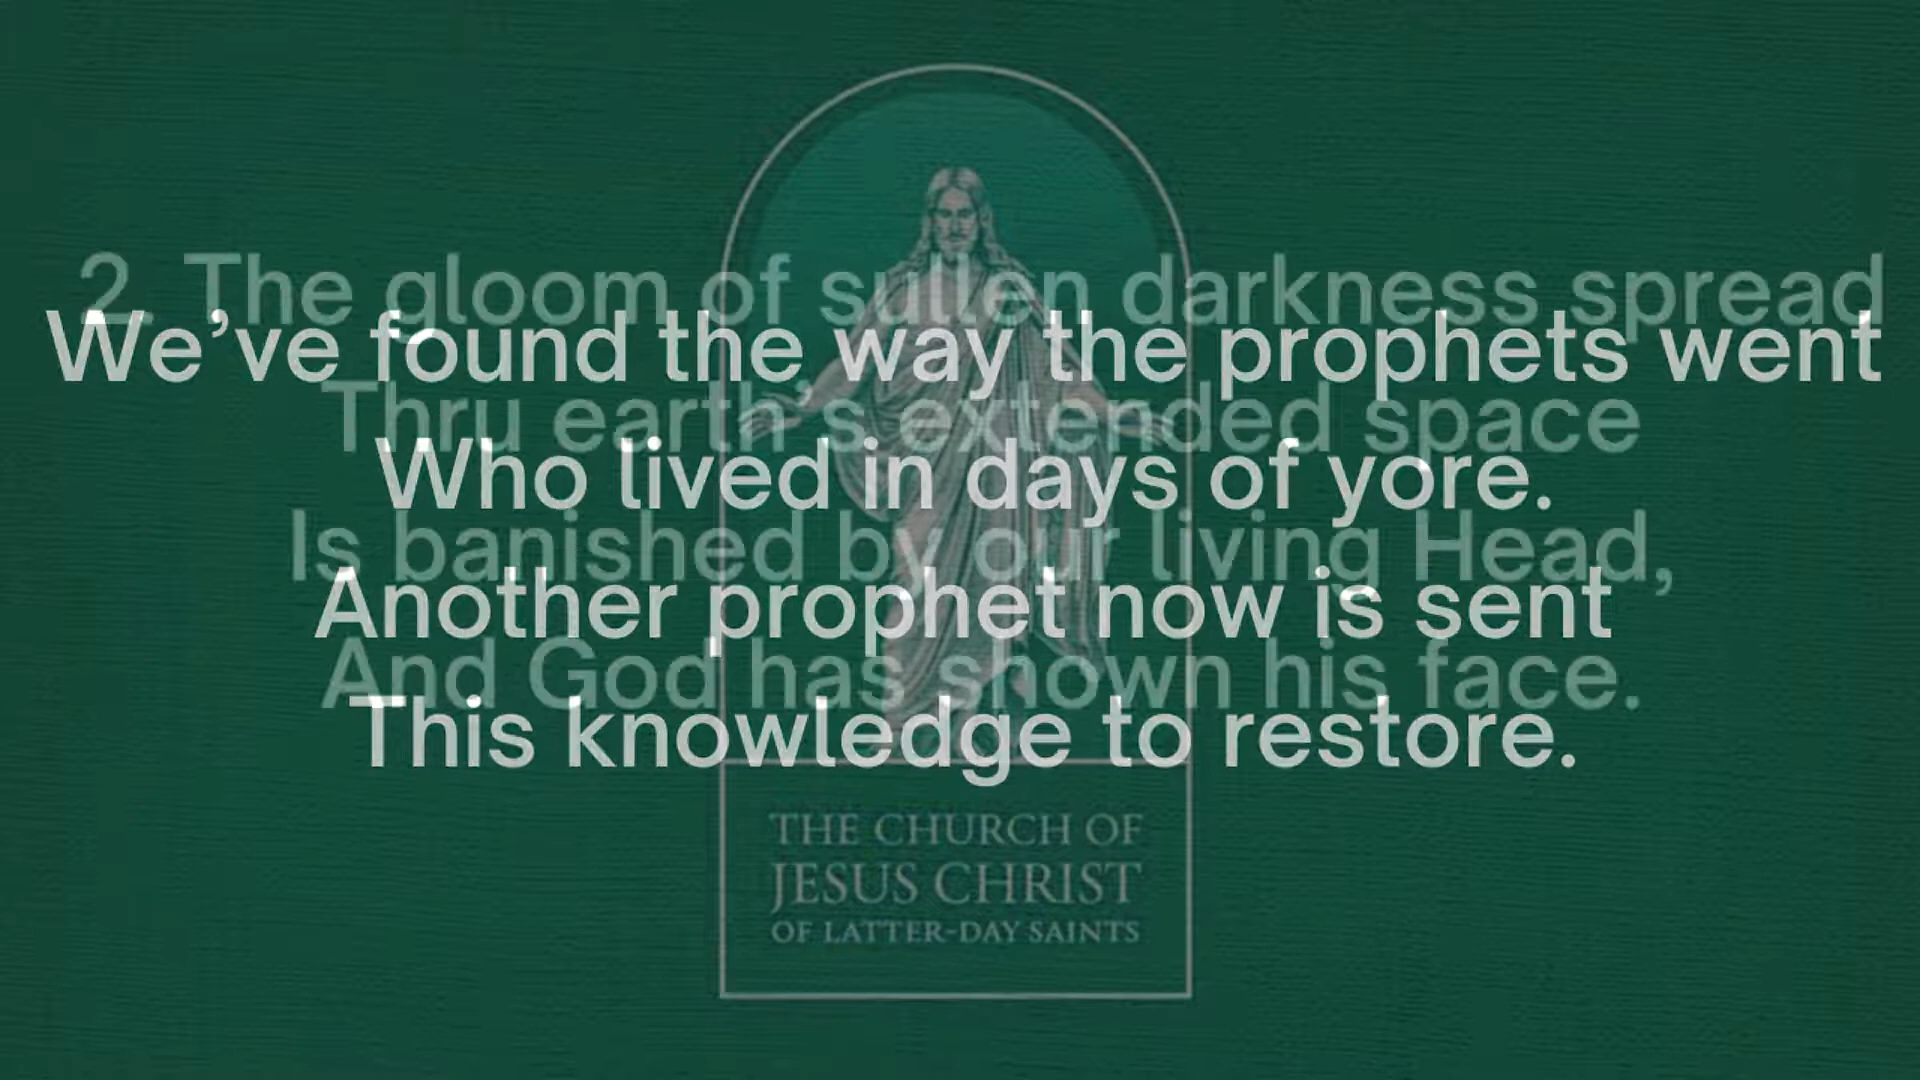 2. The gloom of sullen darkness spread
We’ve found the way the prophets went
Thru earth’s extended space
Who lived in days of yore.
Is banished by our living Head,
Another prophet now is sent
And God has shown his face.
This knowledge to restore.
THE CHURCH OF
JESUS CHRIST
OF LATTER-DAY SAINTS